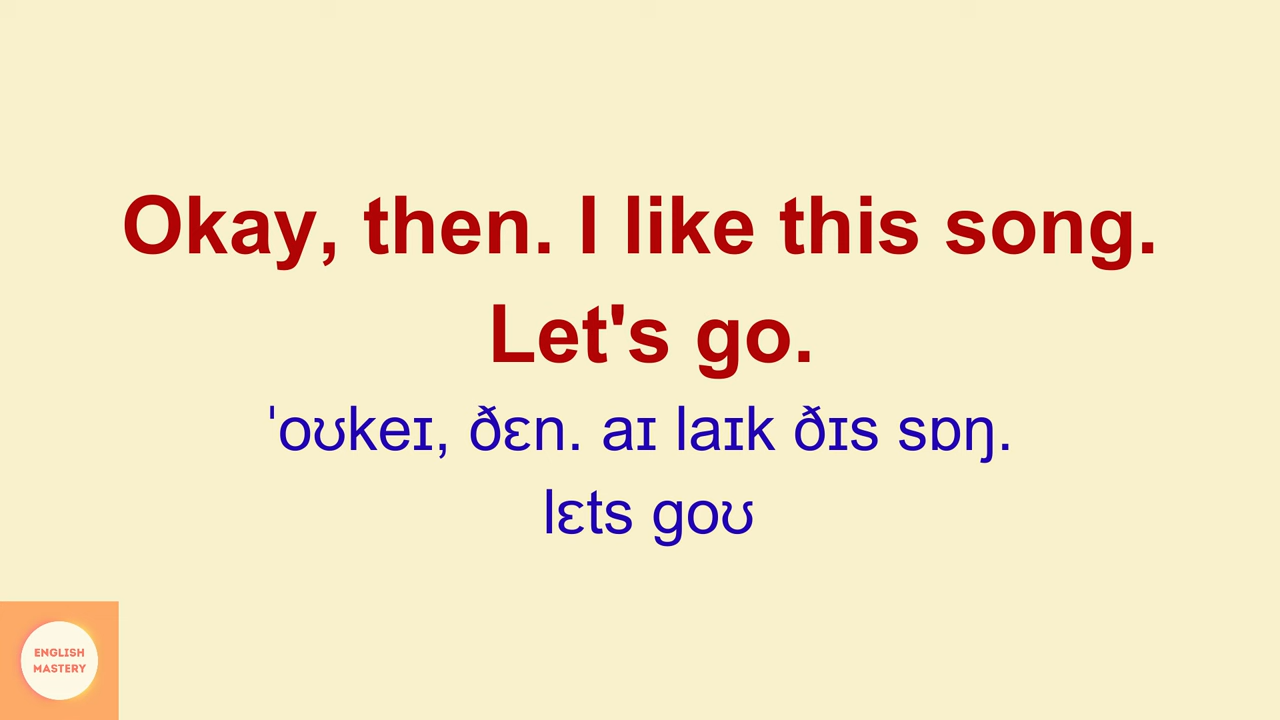 Okay, then. I like this song.
Let's go.
ˈoʊkeɪ, ðɛn. aɪ laɪk ðɪs sɒŋ.
lɛts goʊ
ENGLISH
MASTERY